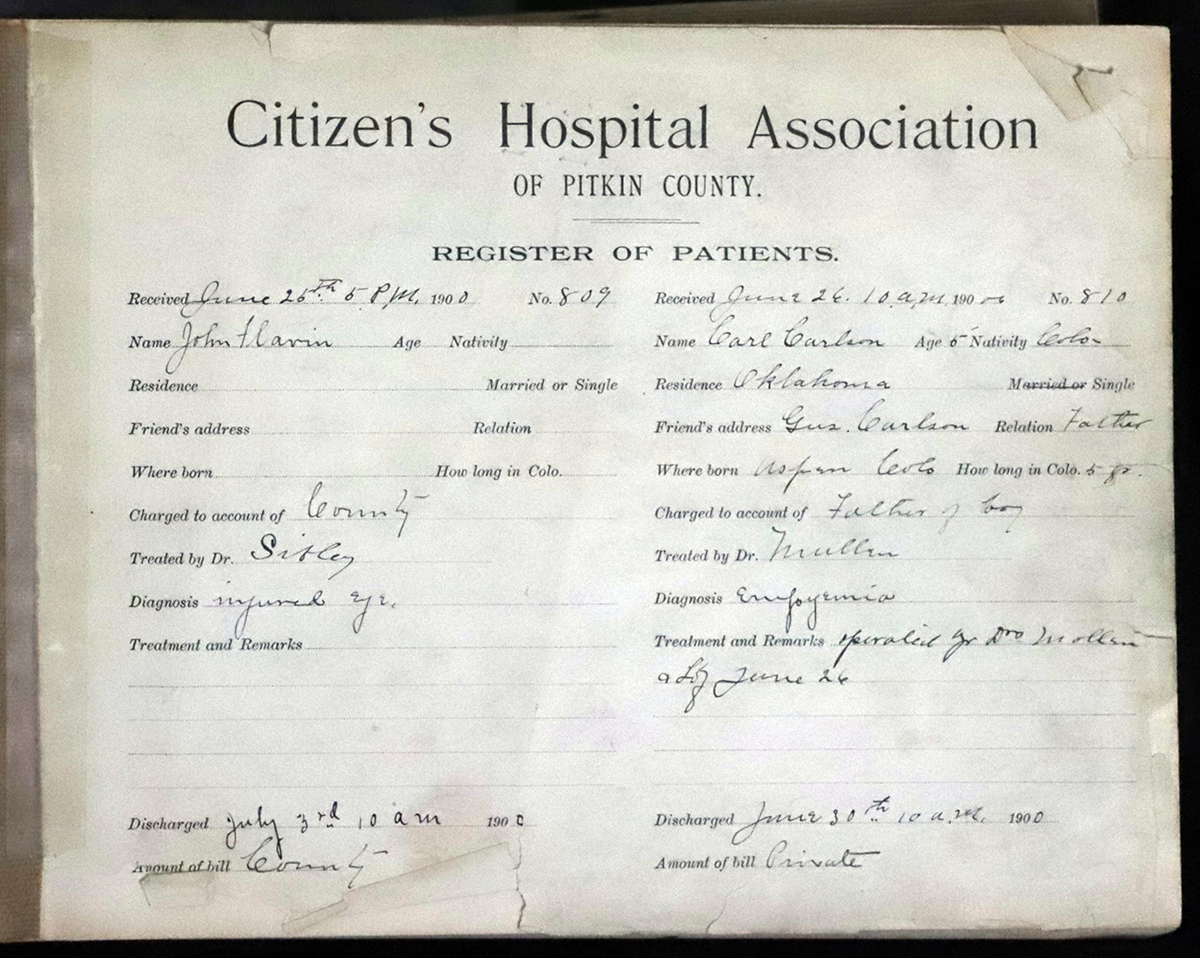 Citizen's Hospital Association
OF PITKIN COUNTY.
REGISTER OF PATIENTS.
Received June 25th 5 P.M. 1900 No. 809
Name John Flavin Age Nativity
Residence Married or Single
Friend's address Relation
Where born How long in Colo.
Charged to account of County
Treated by Dr.
Diagnosis injured eye.
Treatment and Remarks
Discharged July 3rd 10 am 1900
Amount of bill County
Received June 26. 10 a.m. 1900 No. 810
Name Carl Carlson Age 5 Nativity Colo
Residence Oklahoma Married or Single
Friend's address Gus. Carlson Relation Father
Where born Aspen Colo How long in Colo. 5 yr.
Charged to account of Father of boy
Treated by Dr. Mullen
Diagnosis Empyemia
Treatment and Remarks operated by Drs Mollin
June 26
Discharged June 30th 10 a.m. 1900
Amount of bill Private